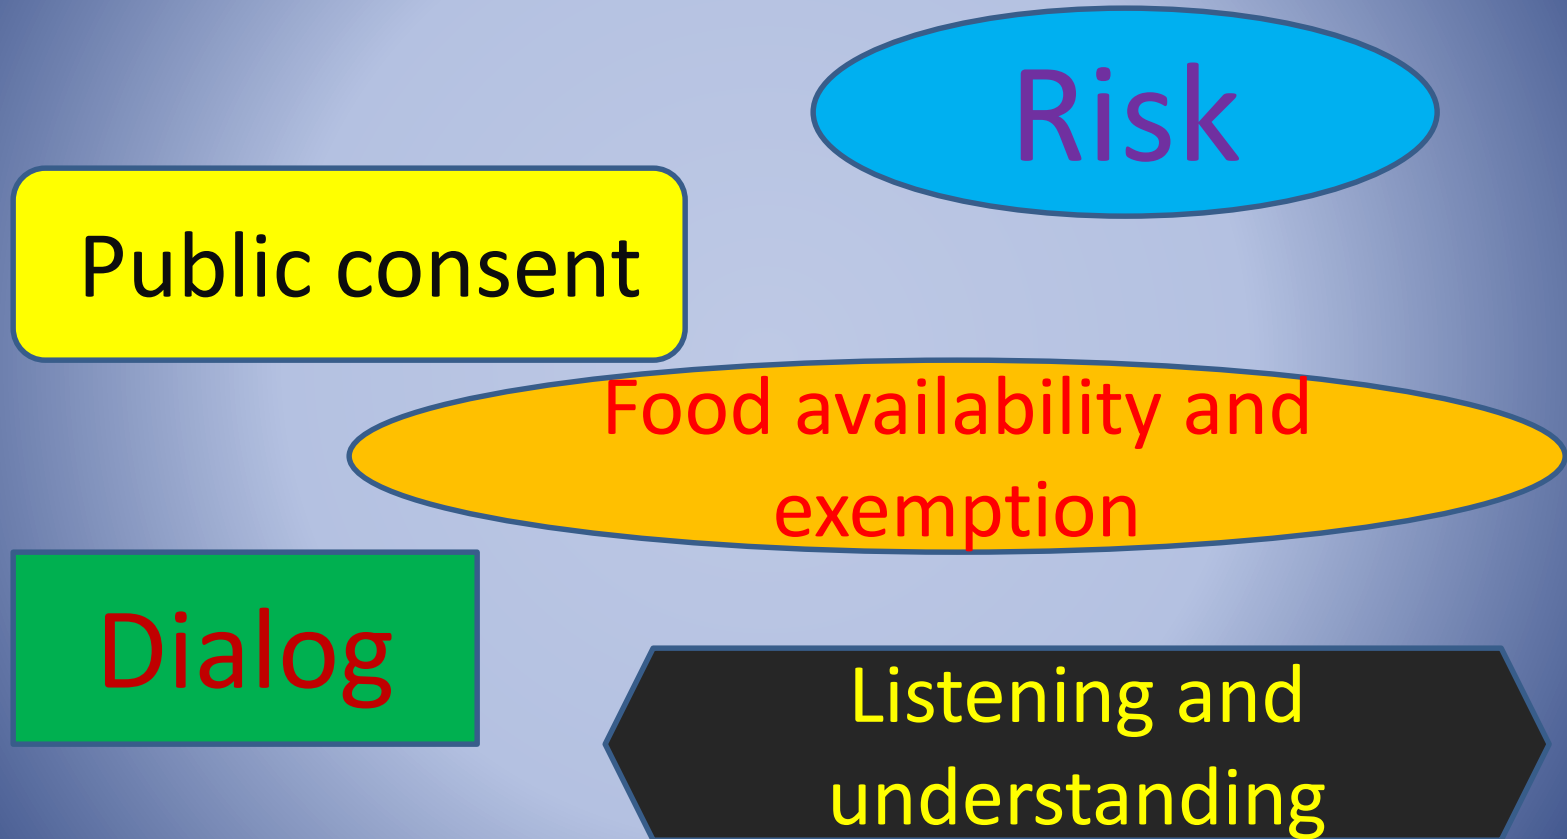 Risk
Public consent
Food availability and
exemption
Dialog
Listening and
understanding